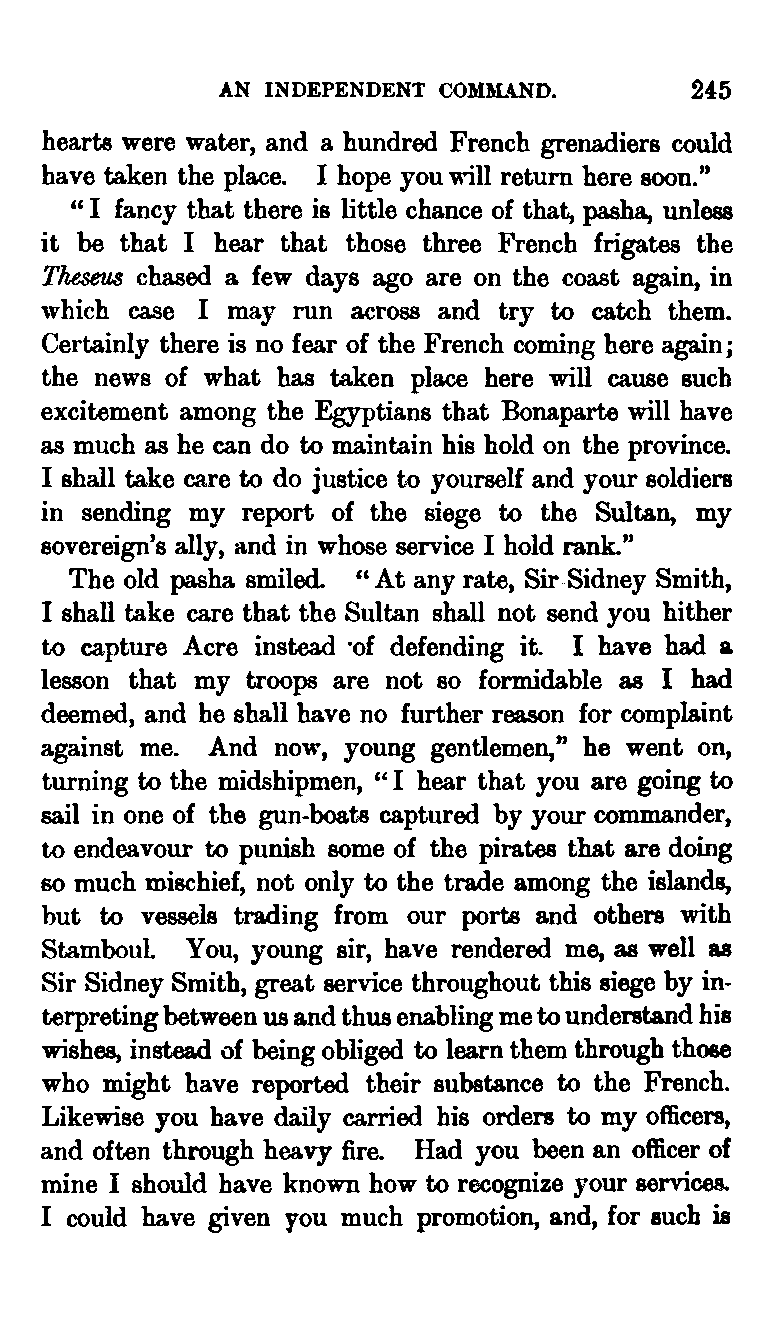 AN INDEPENDENT COMMAND. 245
hearts were water, and a hundred French grenadiers could
have taken the place. I hope you will return here soon."
"I fancy that there is little chance of that, pasha, unless
it be that I hear that those three French frigates the
Theseus chased a few days ago are on the coast again, in
which case I may run across and try to catch them.
Certainly there is no fear of the French coming here again;
the news of what has taken place here will cause such
excitement among the Egyptians that Bonaparte will have
as much as he can do to maintain his hold on the province.
I shall take care to do justice to yourself and your soldiers
in sending my report of the siege to the Sultan, my
sovereign's ally, and in whose service I hold rank."
The old pasha smiled. "At any rate, Sir Sidney Smith,
I shall take care that the Sultan shall not send you hither
to capture Acre instead of defending it. I have had a
lesson that my troops are not so formidable as I had
deemed, and he shall have no further reason for complaint
against me. And now, young gentlemen," he went on,
turning to the midshipmen, "I hear that you are going to
sail in one of the gun-boats captured by your commander,
to endeavour to punish some of the pirates that are doing
so much mischief, not only to the trade among the islands,
but to vessels trading from our ports and others with
Stamboul. You, young sir, have rendered me, as well as
Sir Sidney Smith, great service throughout this siege by in-
terpreting between us and thus enabling me to understand his
wishes, instead of being obliged to learn them through those
who might have reported their substance to the French.
Likewise you have daily carried his orders to my officers,
and often through heavy fire. Had you been an officer of
mine I should have known how to recognize your services.
I could have given you much promotion, and, for such is